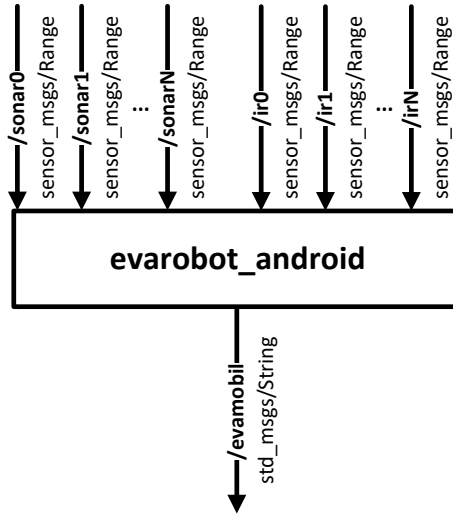 /sonar0
sensor_msgs/Range
/sonar1
sensor_msgs/Range
...
/sonarN
sensor_msgs/Range
/ir0
sensor_msgs/Range
/ir1
sensor_msgs/Range
...
/irN
sensor_msgs/Range
evarobot_android
/evamobil
std_msgs/String